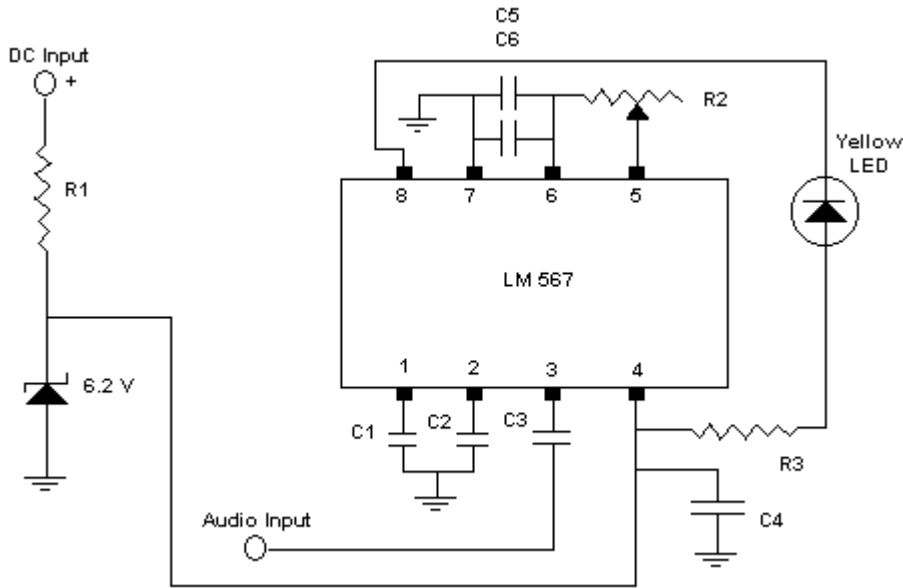 C5
C6
DC Input
+
R2
Yellow
LED
R1
8 7 6 5
LM 567
6.2 V
1 2 3 4
C1 C2 C3
R3
Audio Input
C4